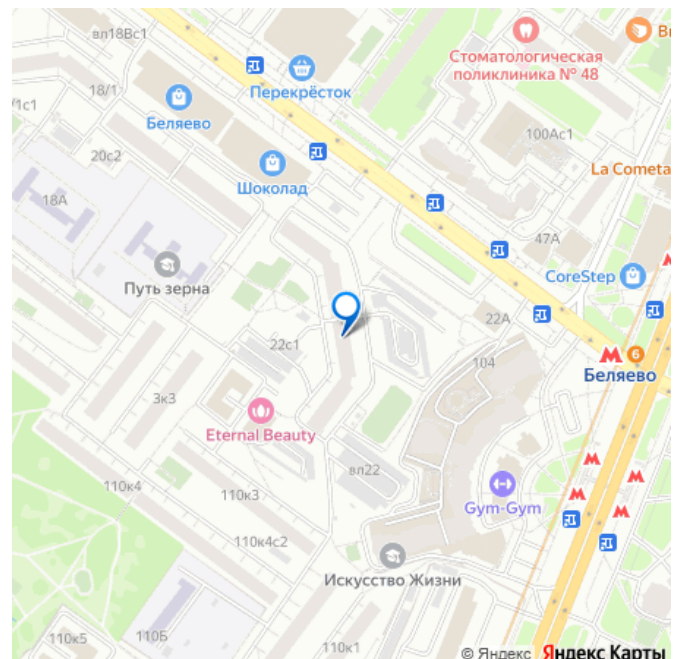 вл18Вс1
Стоматологическая
поликлиника № 48
Перекрёсток
18/1
Беляево
100Ас1
20с2
La Cometa
Шоколад
18А
47А
CoreStep
Путь зерна
22А
22с1
6
Беляево
104
3к3
Eternal Beauty
вл22
110к4
110к3
Gym-Gym
110к4с2
Искусство Жизни
110к5
110Б
110к1
© Яндекс Яндекс Карты